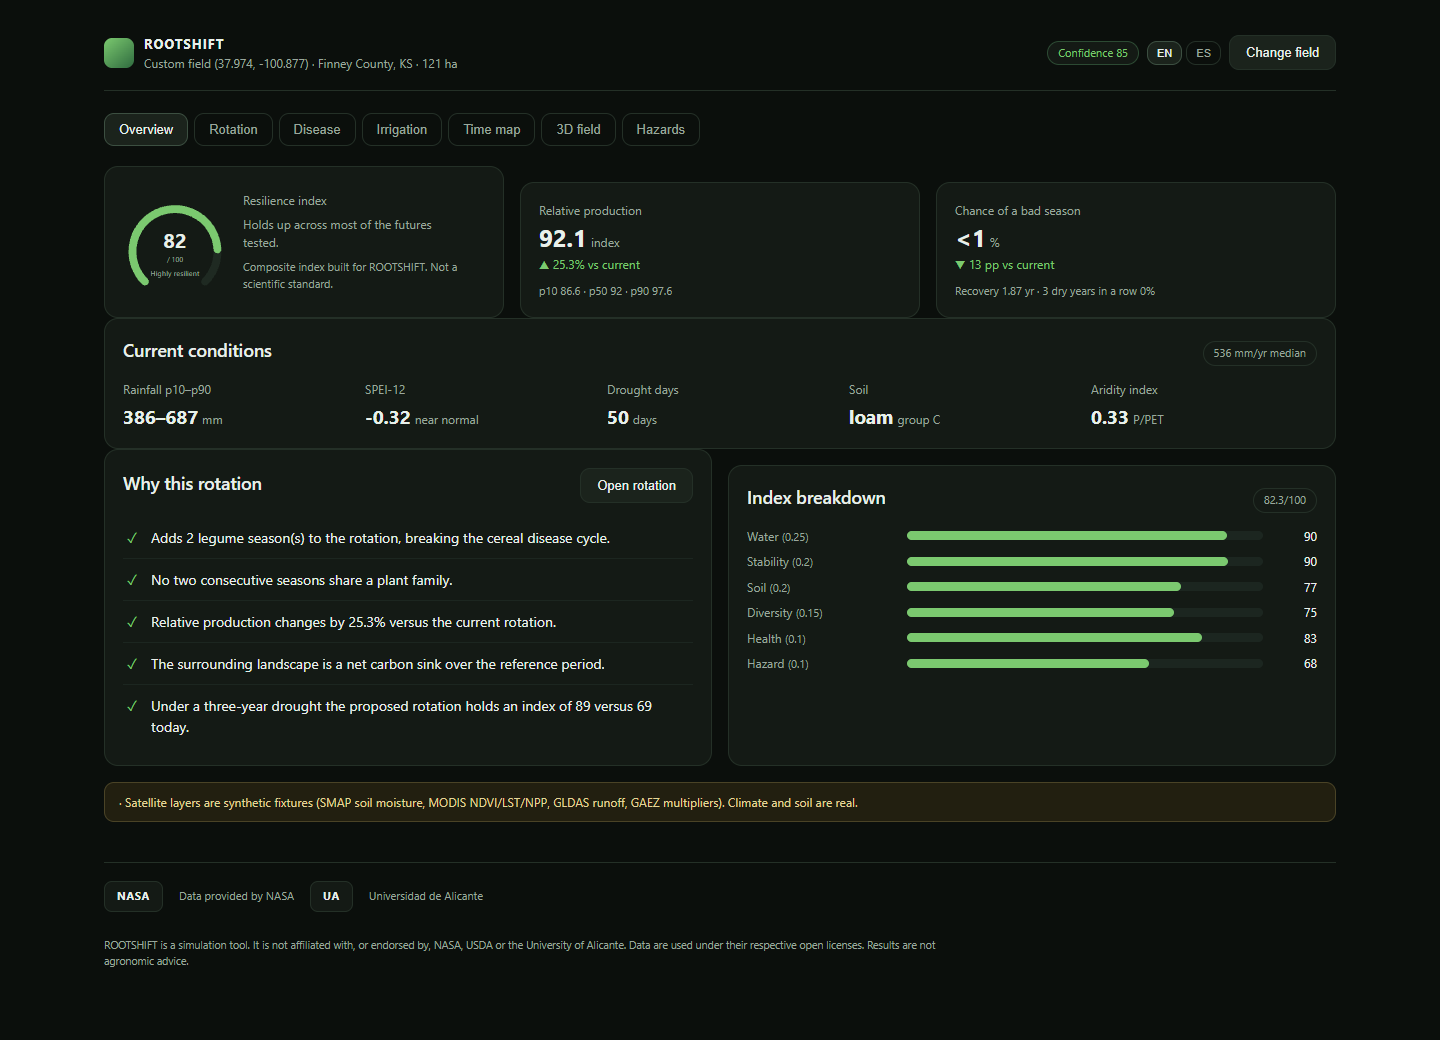 ROOTSHIFT
Custom field (37.974, -100.877) · Finney County, KS · 121 ha
Confidence 85
EN
ES
Change field
Overview
Rotation
Disease
Irrigation
Time map
3D field
Hazards
82
/ 100
Highly resilient
Resilience index
Holds up across most of the futures
tested.
Composite index built for ROOTSHIFT. Not a
scientific standard.
Relative production
92.1 index
▲ 25.3% vs current
p10 86.6 · p50 92 · p90 97.6
Chance of a bad season
<1 %
▼ 13 pp vs current
Recovery 1.87 yr · 3 dry years in a row 0%
Current conditions
536 mm/yr median
Rainfall p10–p90
386–687 mm
SPEI-12
-0.32 near normal
Drought days
50 days
Soil
loam group C
Aridity index
0.33 P/PET
Why this rotation
Open rotation
✓ Adds 2 legume season(s) to the rotation, breaking the cereal disease cycle.
✓ No two consecutive seasons share a plant family.
✓ Relative production changes by 25.3% versus the current rotation.
✓ The surrounding landscape is a net carbon sink over the reference period.
✓ Under a three-year drought the proposed rotation holds an index of 89 versus 69
today.
Index breakdown
82.3/100
Water (0.25) 90
Stability (0.2) 90
Soil (0.2) 77
Diversity (0.15) 75
Health (0.1) 83
Hazard (0.1) 68
· Satellite layers are synthetic fixtures (SMAP soil moisture, MODIS NDVI/LST/NPP, GLDAS runoff, GAEZ multipliers). Climate and soil are real.
NASA
Data provided by NASA
UA
Universidad de Alicante
ROOTSHIFT is a simulation tool. It is not affiliated with, or endorsed by, NASA, USDA or the University of Alicante. Data are used under their respective open licenses. Results are not
agronomic advice.